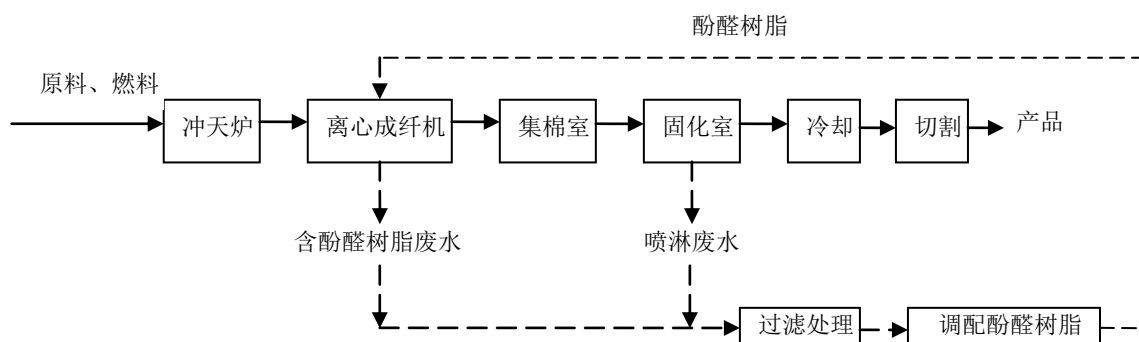 酚醛树脂
原料、燃料
冲天炉
离心成纤机
集棉室
固化室
冷却
切割
产品
含酚醛树脂废水
喷淋废水
过滤处理
调配酚醛树脂